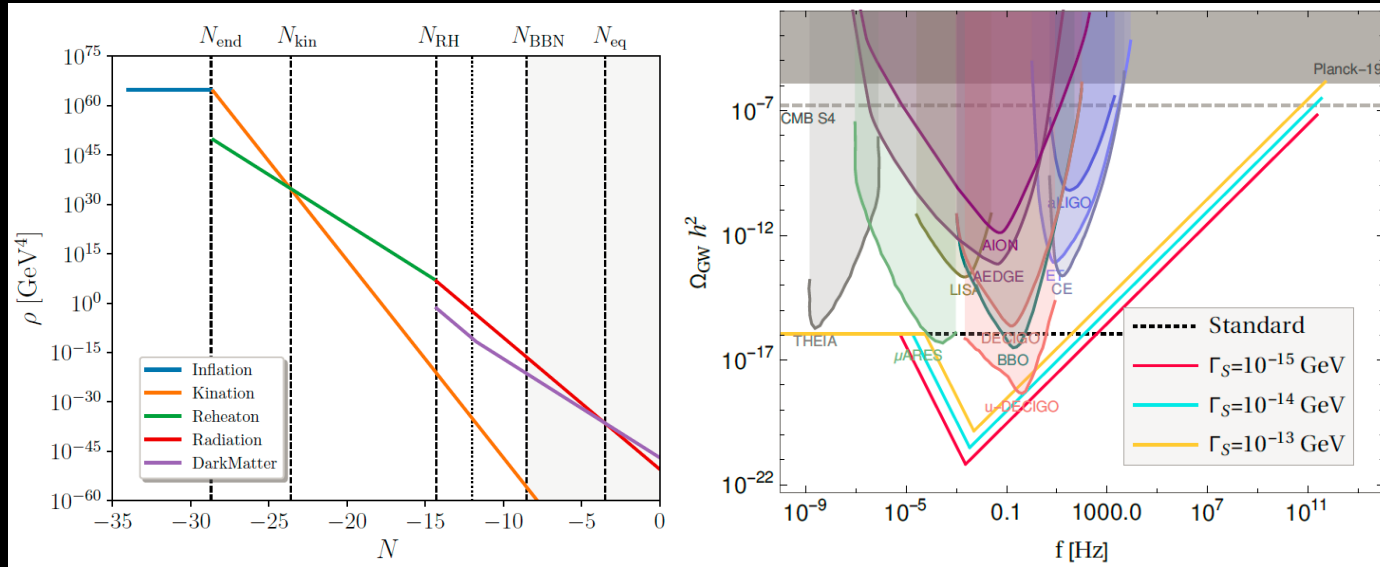 N_end N_kin N_RH N_BBN N_eq
10^75
10^60
10^45
10^30
10^15
10^0
10^−15
10^−30
10^−45
10^−60
ρ [GeV^4]
Inflation
Kination
Reheaton
Radiation
DarkMatter
−35 −30 −25 −20 −15 −10 −5 0
N
Planck-19
10^-7
CMB S4
aLIGO
10^-12
AION
AEDGE
LISA
ET
CE
THEIA
μARES
DECIGO
BBO
10^-17
u-DECIGO
10^-22
Ω_GW h^2
Standard
Γ_S=10^-15 GeV
Γ_S=10^-14 GeV
Γ_S=10^-13 GeV
10^-9 10^-5 0.1 1000.0 10^7 10^11
f [Hz]